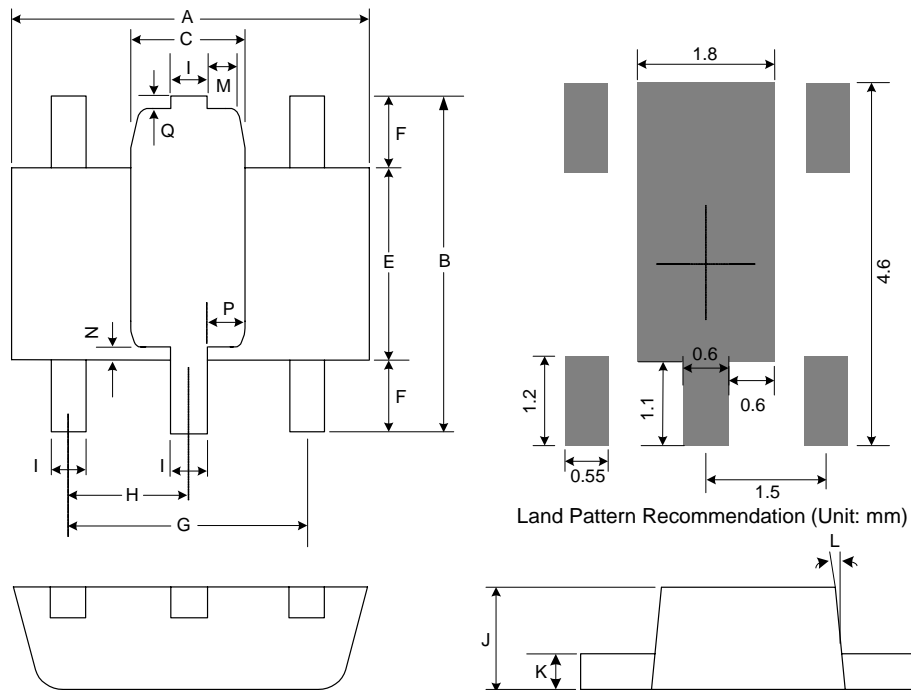 A
C
I
M
Q
F
E
B
P
N
F
I
I
H
G
1.8
4.6
0.6
1.2
1.1
0.6
0.55
1.5
Land Pattern Recommendation (Unit: mm)
L
J
K